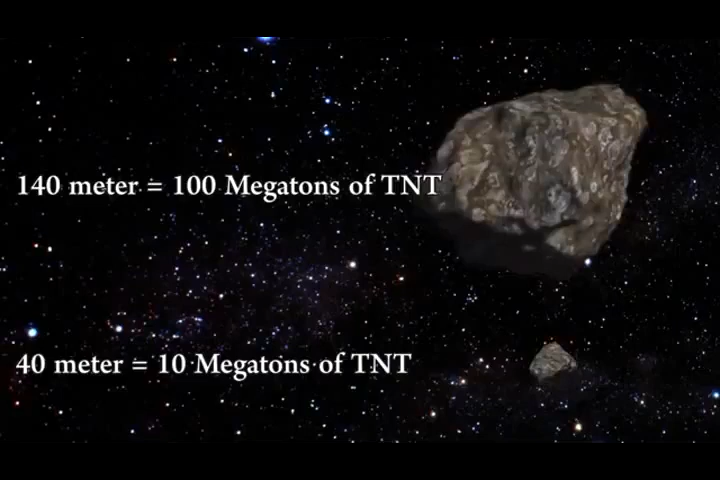 140 meter = 100 Megatons of TNT
40 meter = 10 Megatons of TNT